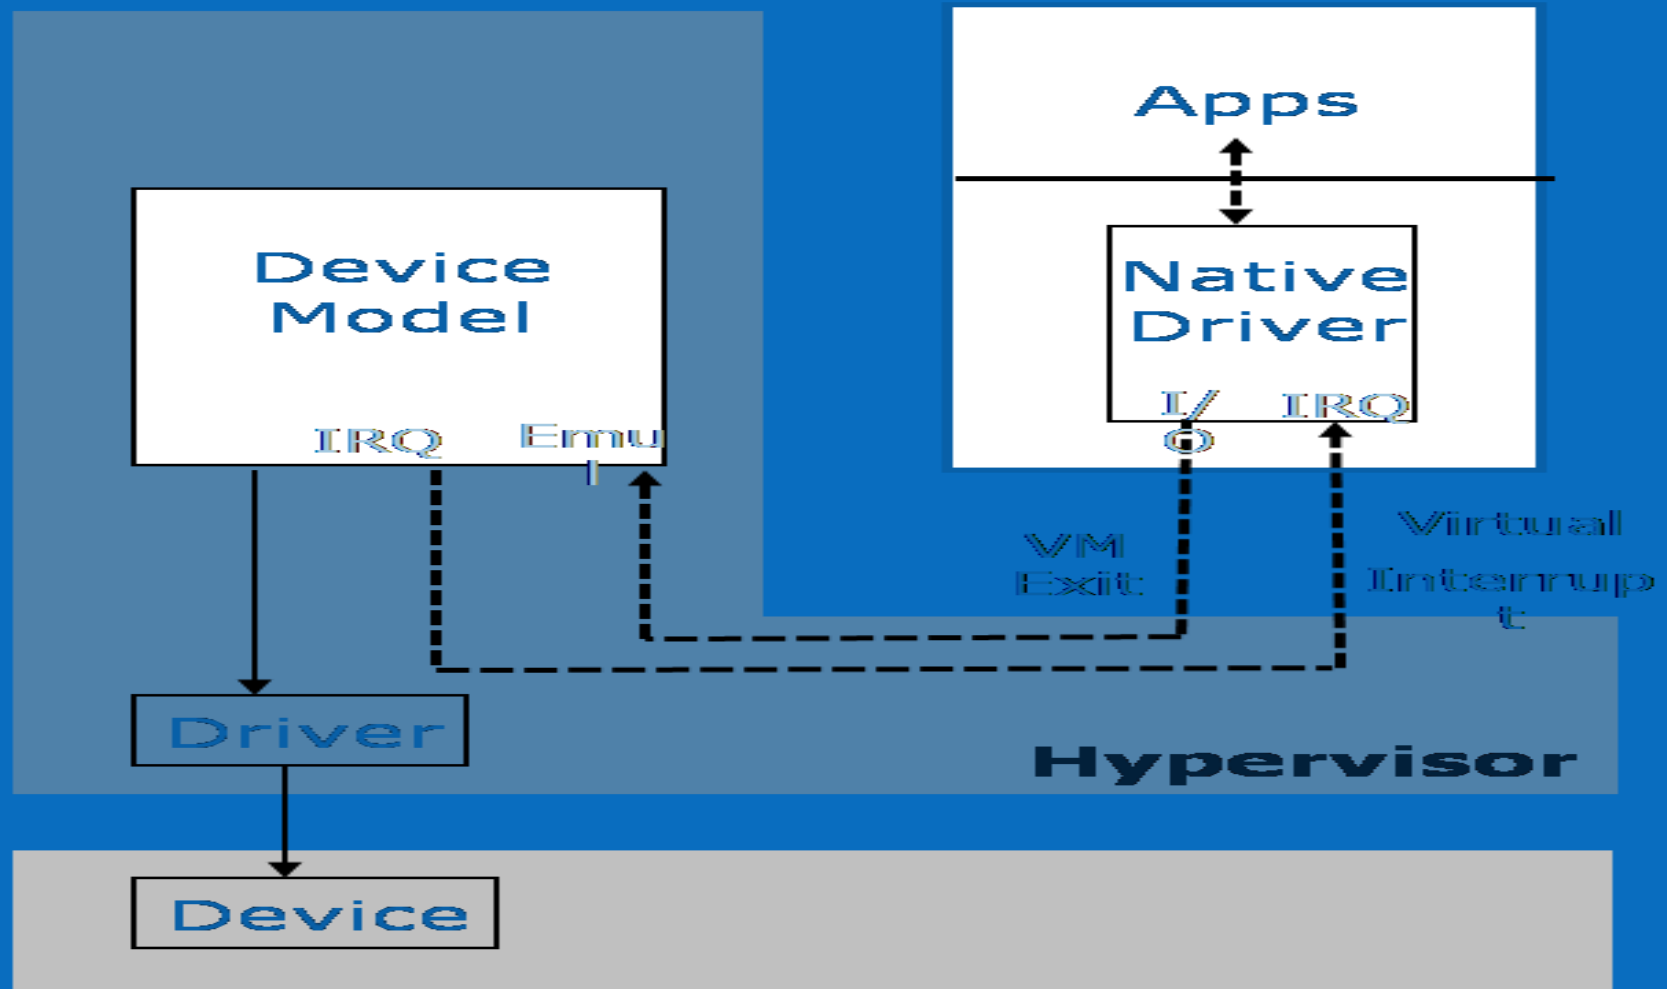 Apps
Device
Model
Native
Driver
IRQ
Emu
l
I/
O
IRQ
VM
Exit
Virtual
Interrup
t
Driver
Hypervisor
Device